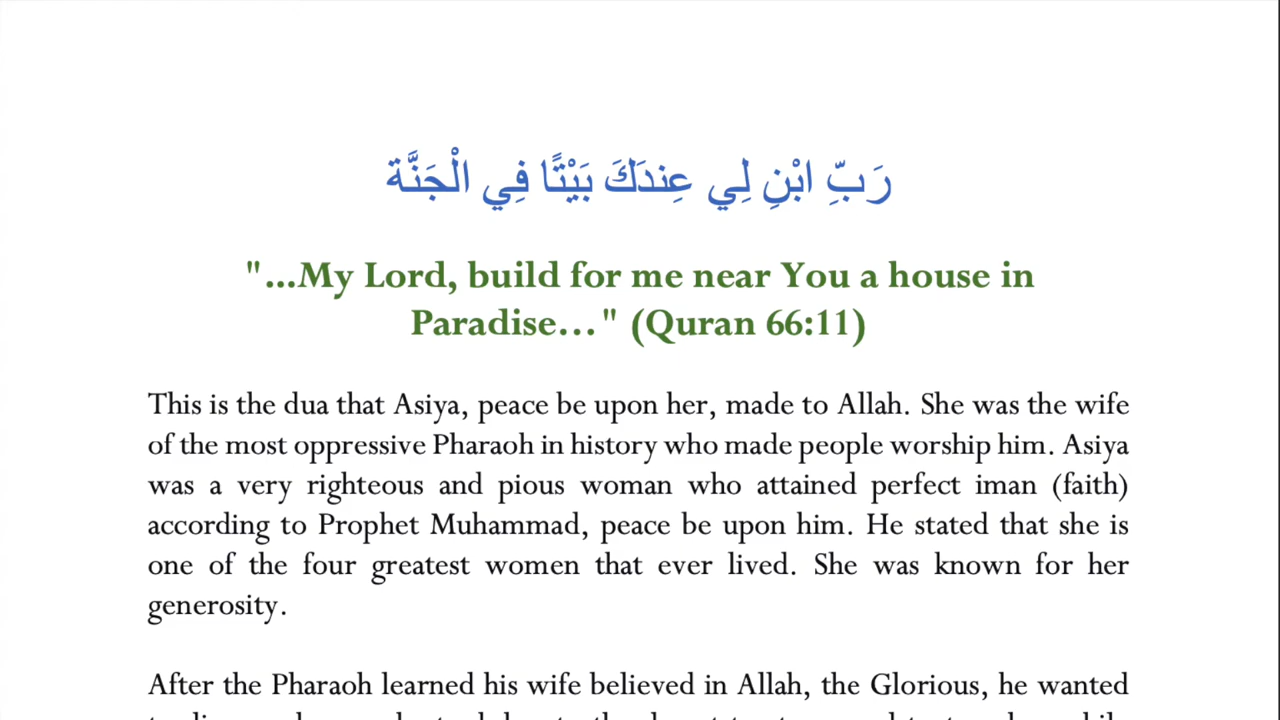 رَبِّ ابْنِ لِي عِندَكَ بَيْتًا فِي الْجَنَّة
"...My Lord, build for me near You a house in
Paradise…" (Quran 66:11)
This is the dua that Asiya, peace be upon her, made to Allah. She was the wife
of the most oppressive Pharaoh in history who made people worship him. Asiya
was a very righteous and pious woman who attained perfect iman (faith)
according to Prophet Muhammad, peace be upon him. He stated that she is
one of the four greatest women that ever lived. She was known for her
generosity.
After the Pharaoh learned his wife believed in Allah, the Glorious, he wanted